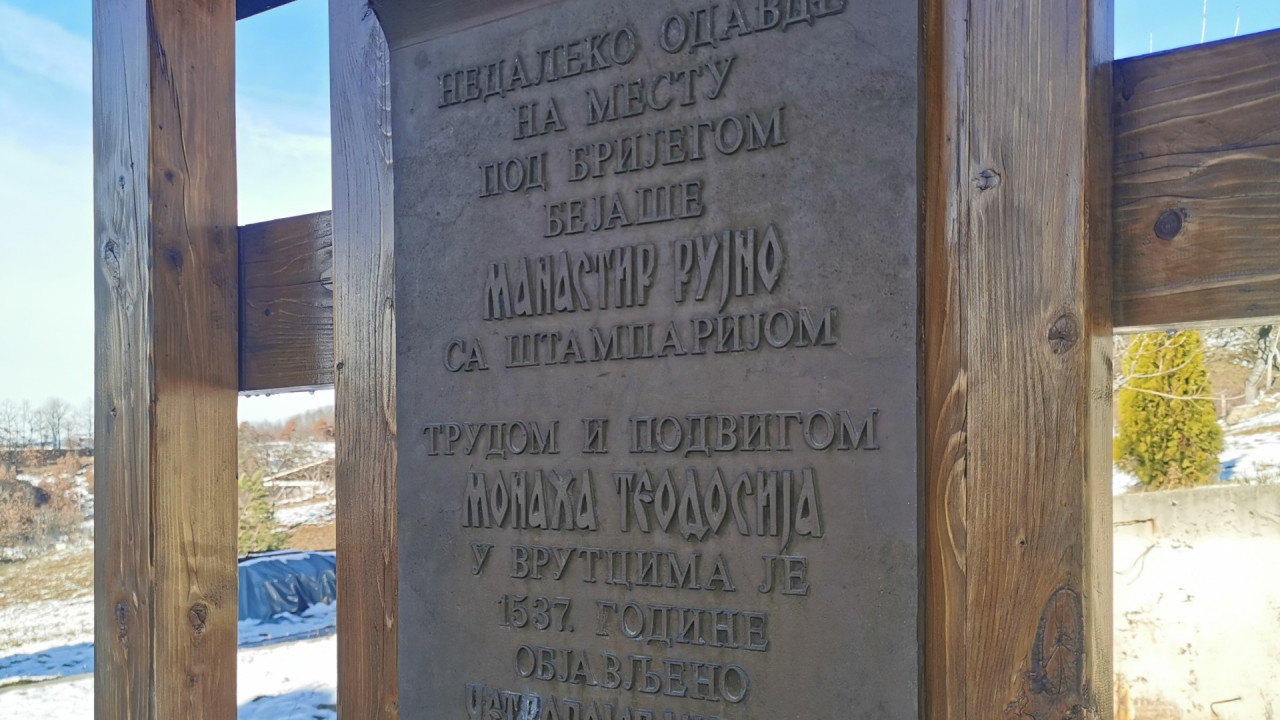 НЕДАЛЕКО ОДАВДЕ
НА МЕСТУ
ПОД БРИЈЕГОМ
БЕЈАШЕ
МАНАСТИР РУЈНО
СА ШТАМПАРИЈОМ
ТРУДОМ И ПОДВИГОМ
МОНАХА ТЕОДОСИЈА
У ВРУТЦИМА ЈЕ
1537. ГОДИНЕ
ОБЈАВЉЕНО